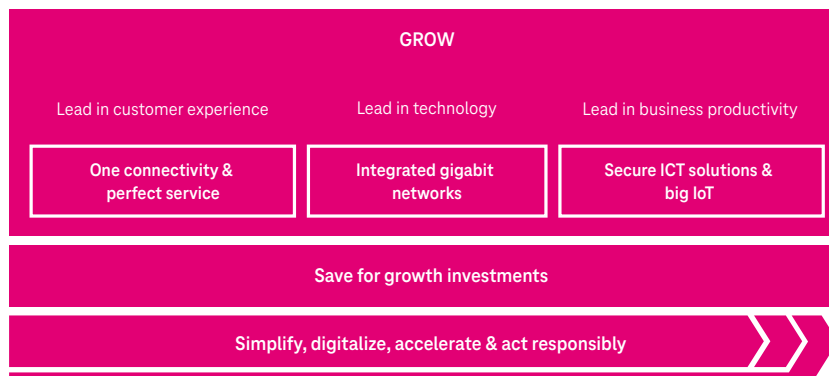 GROW
Lead in customer experience
Lead in technology
Lead in business productivity
One connectivity &
perfect service
Integrated gigabit
networks
Secure ICT solutions &
big IoT
Save for growth investments
Simplify, digitalize, accelerate & act responsibly